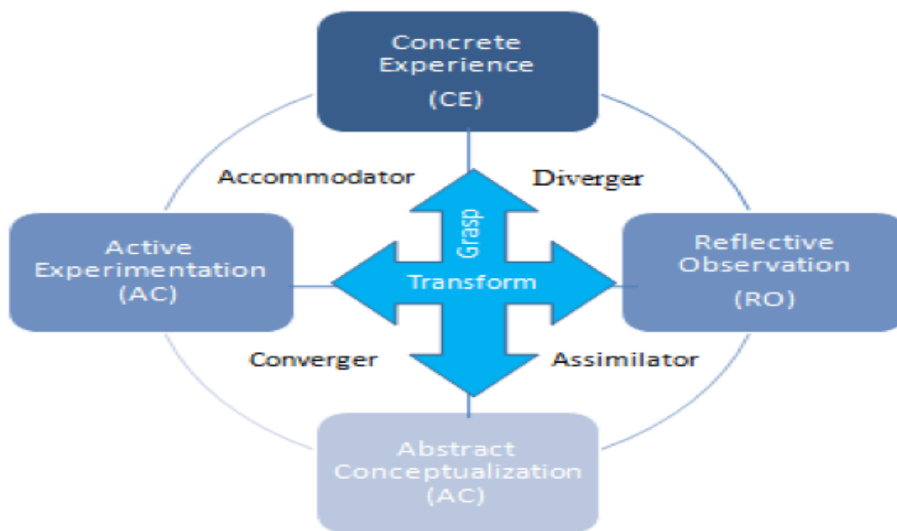 Concrete
Experience
(CE)
Accommodator
Diverger
Grasp
Active
Experimentation
(AC)
Transform
Reflective
Observation
(RO)
Converger
Assimilator
Abstract
Conceptualization
(AC)